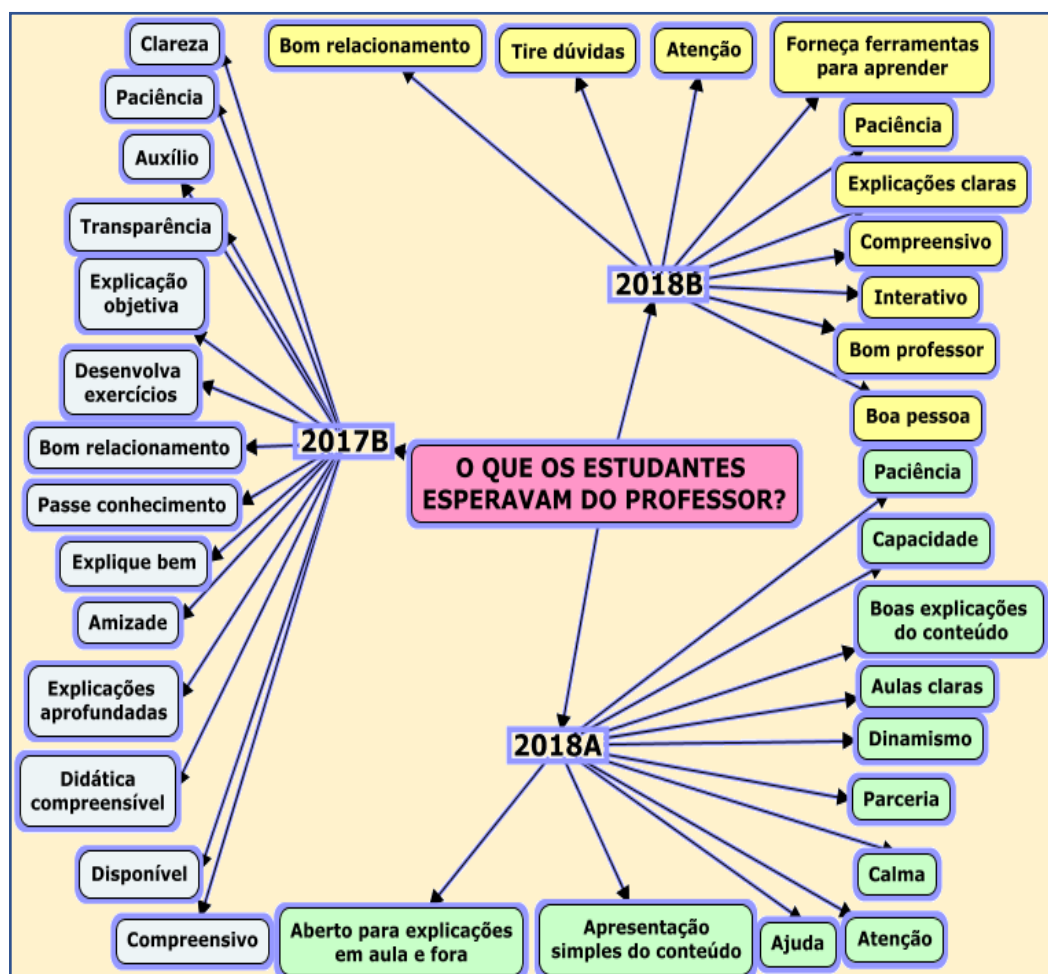 O QUE OS ESTUDANTES
ESPERAVAM DO PROFESSOR?
2017B
Clareza
Paciência
Auxílio
Transparência
Explicação
objetiva
Desenvolva
exercícios
Bom relacionamento
Passe conhecimento
Explique bem
Amizade
Explicações
aprofundadas
Didática
compreensível
Disponível
Compreensivo
2018B
Bom relacionamento
Tire dúvidas
Atenção
Forneça ferramentas
para aprender
Paciência
Explicações claras
Compreensivo
Interativo
Bom professor
Boa pessoa
2018A
Paciência
Capacidade
Boas explicações
do conteúdo
Aulas claras
Dinamismo
Parceria
Calma
Atenção
Ajuda
Apresentação
simples do conteúdo
Aberto para explicações
em aula e fora